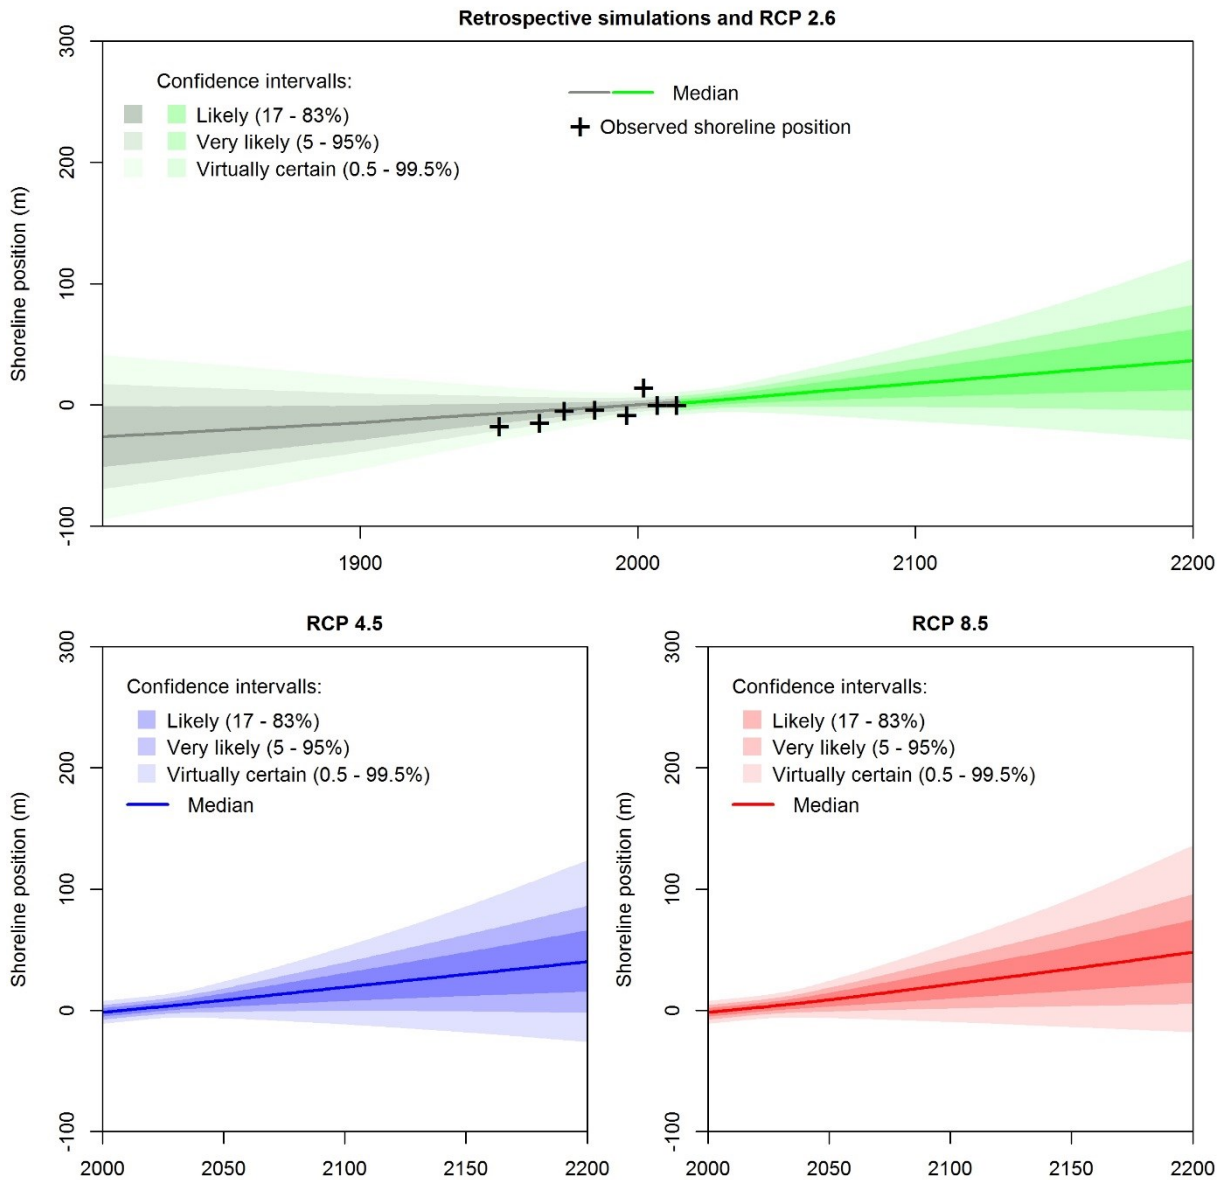 Retrospective simulations and RCP 2.6
Shoreline position (m)
300
200
100
0
-100
Confidence intervalls:
Likely (17 - 83%)
Very likely (5 - 95%)
Virtually certain (0.5 - 99.5%)
Median
Observed shoreline position
1900
2000
2100
2200
RCP 4.5
Shoreline position (m)
300
200
100
0
-100
Confidence intervalls:
Likely (17 - 83%)
Very likely (5 - 95%)
Virtually certain (0.5 - 99.5%)
Median
2000
2050
2100
2150
2200
RCP 8.5
Shoreline position (m)
300
200
100
0
-100
Confidence intervalls:
Likely (17 - 83%)
Very likely (5 - 95%)
Virtually certain (0.5 - 99.5%)
Median
2000
2050
2100
2150
2200